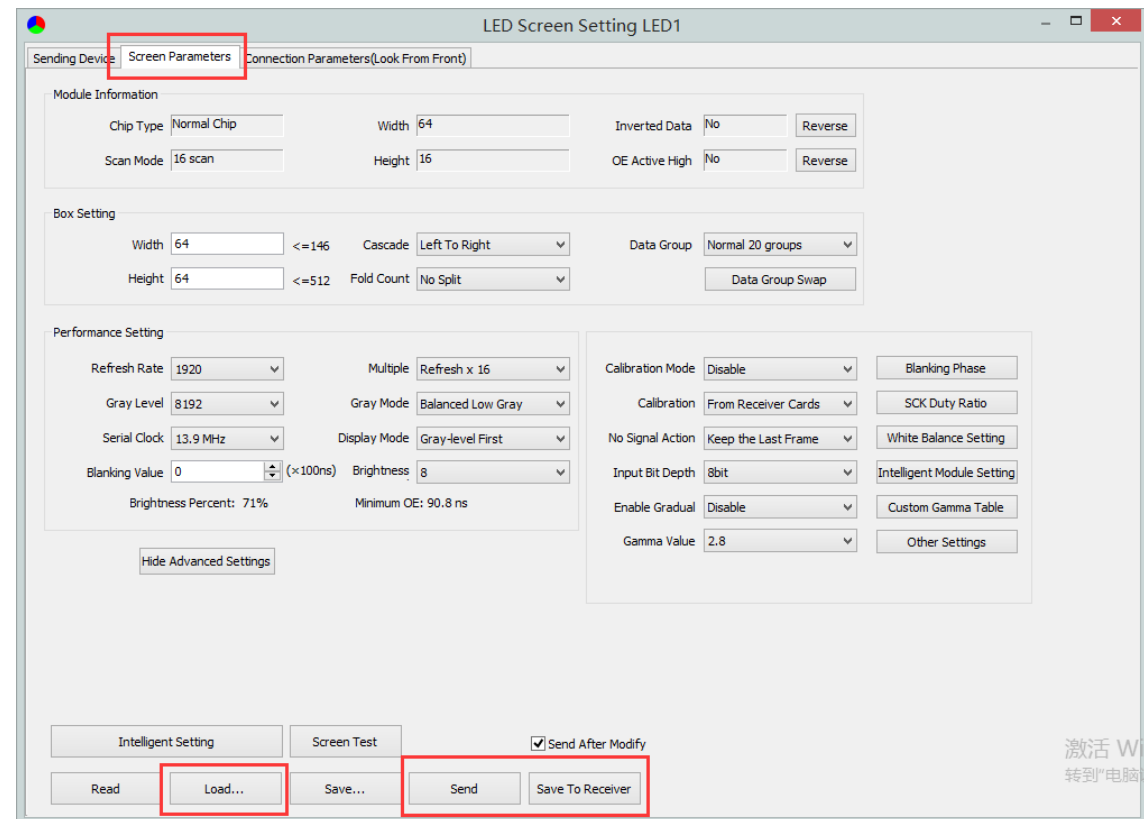 LED Screen Setting LED1
Sending Device Screen Parameters Connection Parameters(Look From Front)
Module Information
Chip Type Normal Chip Width 64 Inverted Data No Reverse
Scan Mode 16 scan Height 16 OE Active High No Reverse
Box Setting
Width 64 <=146 Cascade Left To Right Data Group Normal 20 groups
Height 64 <=512 Fold Count No Split Data Group Swap
Performance Setting
Refresh Rate 1920 Multiple Refresh x 16 Calibration Mode Disable Blanking Phase
Gray Level 8192 Gray Mode Balanced Low Gray Calibration From Receiver Cards SCK Duty Ratio
Serial Clock 13.9 MHz Display Mode Gray-level First No Signal Action Keep the Last Frame White Balance Setting
Blanking Value 0 (×100ns) Brightness 8 Input Bit Depth 8bit Intelligent Module Setting
Brightness Percent: 71% Minimum OE: 90.8 ns Enable Gradual Disable Custom Gamma Table
Gamma Value 2.8 Other Settings
Hide Advanced Settings
Intelligent Setting Screen Test Send After Modify
激活 Wi
转到"电脑
Read Load... Save... Send Save To Receiver